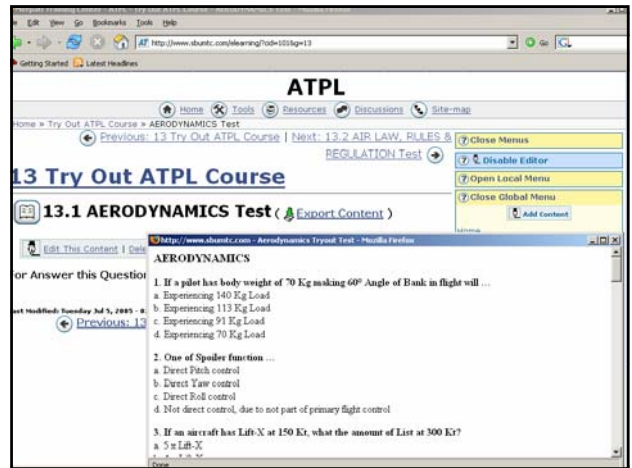 Edit View Go Bookmarks Tools Help
http://www.sbuntc.com/elearning/?cid=101&g=13
Go
Getting Started Latest Headlines
ATPL
Home Tools Resources Discussions Site-map
Home » Try Out ATPL Course » AERODYNAMICS Test
Previous: 13 Try Out ATPL Course | Next: 13.2 AIR LAW, RULES & REGULATION Test
Close Menus
Disable Editor
Open Local Menu
Close Global Menu
Add Content
Home
13 Try Out ATPL Course
13.1 AERODYNAMICS Test ( Export Content )
Edit This Content | Dele
or Answer this Question
ast Modified: Tuesday Jul 5, 2005 - 0
Previous: 13
http://www.sbuntc.com - Aerodynamics Tryout Test - Mozilla Firefox
AERODYNAMICS
1. If a pilot has body weight of 70 Kg making 60° Angle of Bank in flight will ...
a. Experiencing 140 Kg Load
b. Experiencing 113 Kg Load
c. Experiencing 91 Kg Load
d. Experiencing 70 Kg Load
2. One of Spoiler function ...
a. Direct Pitch control
b. Direct Yaw control
c. Direct Roll control
d. Not direct control, due to not part of primary flight control
3. If an aircraft has Lift-X at 150 Kt, what the amount of List at 300 Kt?
a. 5 x Lift-X
Done